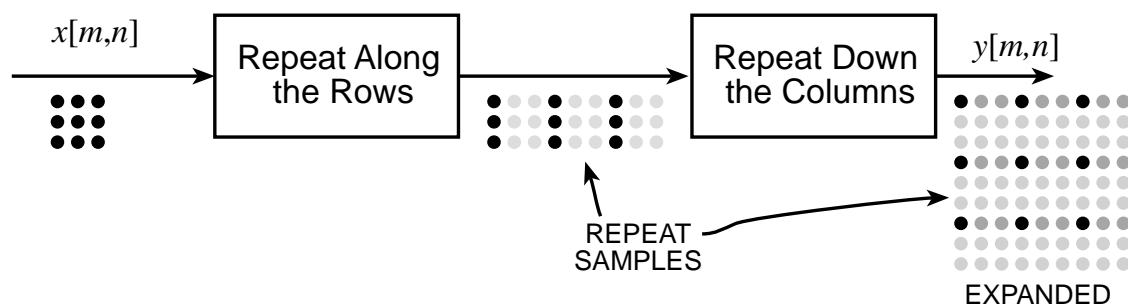 x[m,n]
Repeat Along
the Rows
Repeat Down
the Columns
y[m,n]
REPEAT
SAMPLES
EXPANDED